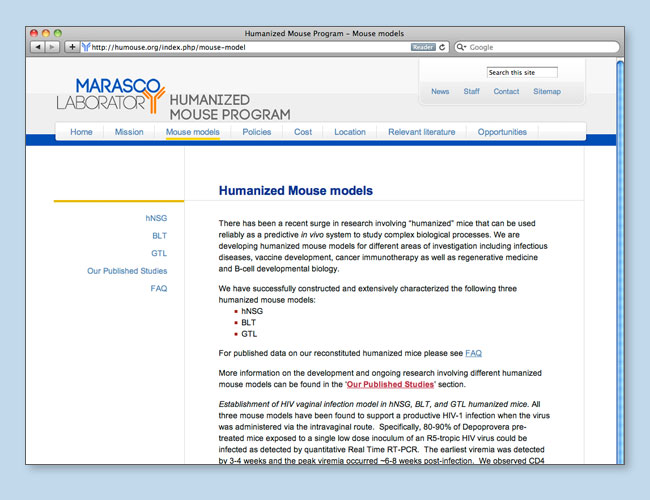 Humanized Mouse Program – Mouse models
http://humouse.org/index.php/mouse-model
Reader
Google
Search this site
News Staff Contact Sitemap
MARASCO
LABORATORY
HUMANIZED
MOUSE PROGRAM
Home Mission Mouse models Policies Cost Location Relevant literature Opportunities
hNSG
BLT
GTL
Our Published Studies
FAQ
Humanized Mouse models
There has been a recent surge in research involving "humanized" mice that can be used
reliably as a predictive in vivo system to study complex biological processes. We are
developing humanized mouse models for different areas of investigation including infectious
diseases, vaccine development, cancer immunotherapy as well as regenerative medicine
and B-cell developmental biology.
We have successfully constructed and extensively characterized the following three
humanized mouse models:
hNSG
BLT
GTL
For published data on our reconstituted humanized mice please see FAQ
More information on the development and ongoing research involving different humanized
mouse models can be found in the 'Our Published Studies' section.
Establishment of HIV vaginal infection model in hNSG, BLT, and GTL humanized mice. All
three mouse models have been found to support a productive HIV-1 infection when the virus
was administered via the intravaginal route. Specifically, 80-90% of Depoprovera pre-
treated mice exposed to a single low dose inoculum of an R5-tropic HIV virus could be
infected as detected by quantitative Real Time RT-PCR. The earliest viremia was detected
by 3-4 weeks and the peak viremia occurred ~6-8 weeks post-infection. We observed CD4